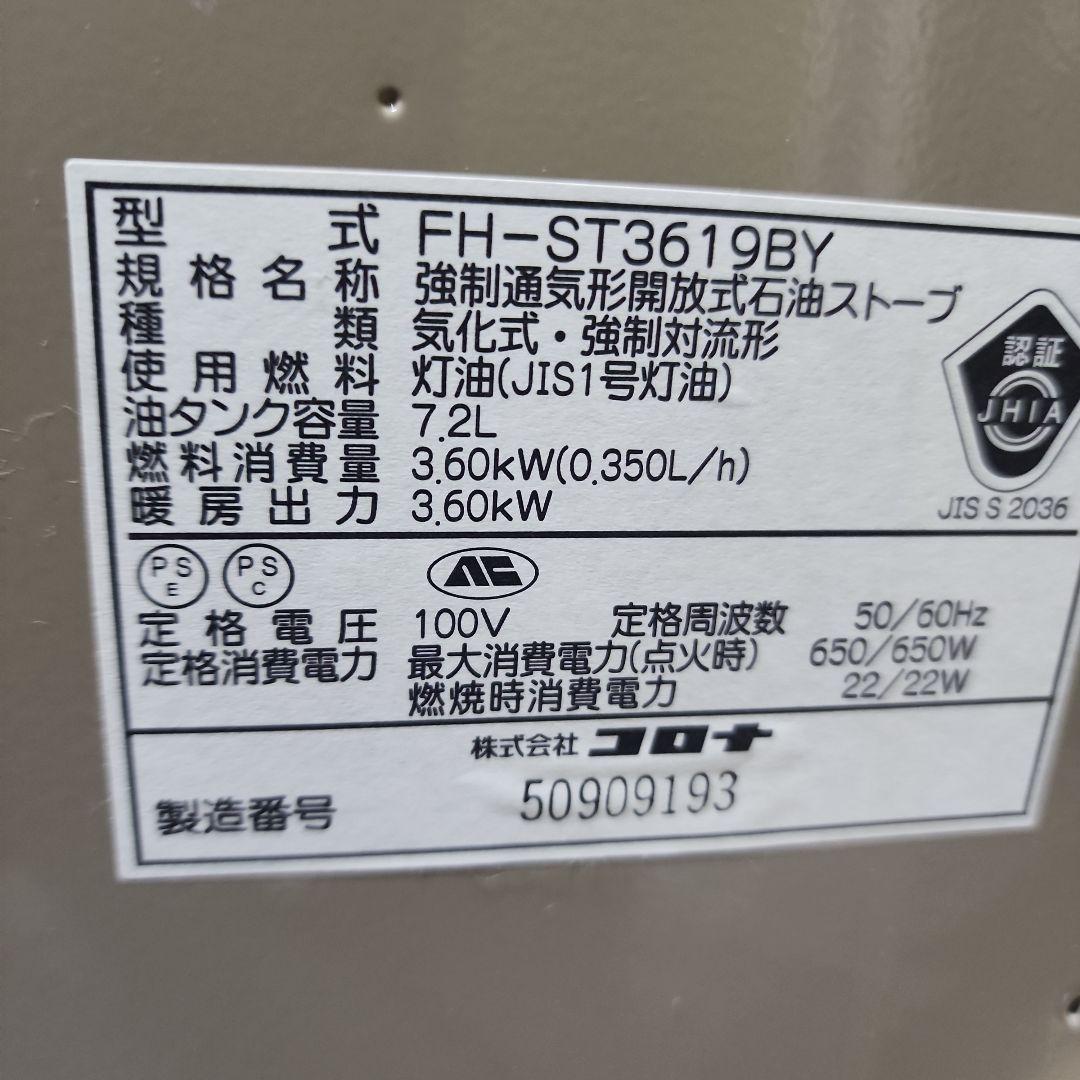 型式 FH-ST3619BY
規格名称 強制通気形開放式石油ストーブ
種類 気化式・強制対流形
使用燃料 灯油(JIS1号灯油)
油タンク容量 7.2L
燃料消費量 3.60kW(0.350L/h)
暖房出力 3.60kW
認証
JHIA
JIS S 2036
PS E PS C
定格電圧 100V 定格周波数 50/60Hz
定格消費電力 最大消費電力(点火時) 650/650W
燃焼時消費電力 22/22W
株式会社 コロナ
製造番号 50909193